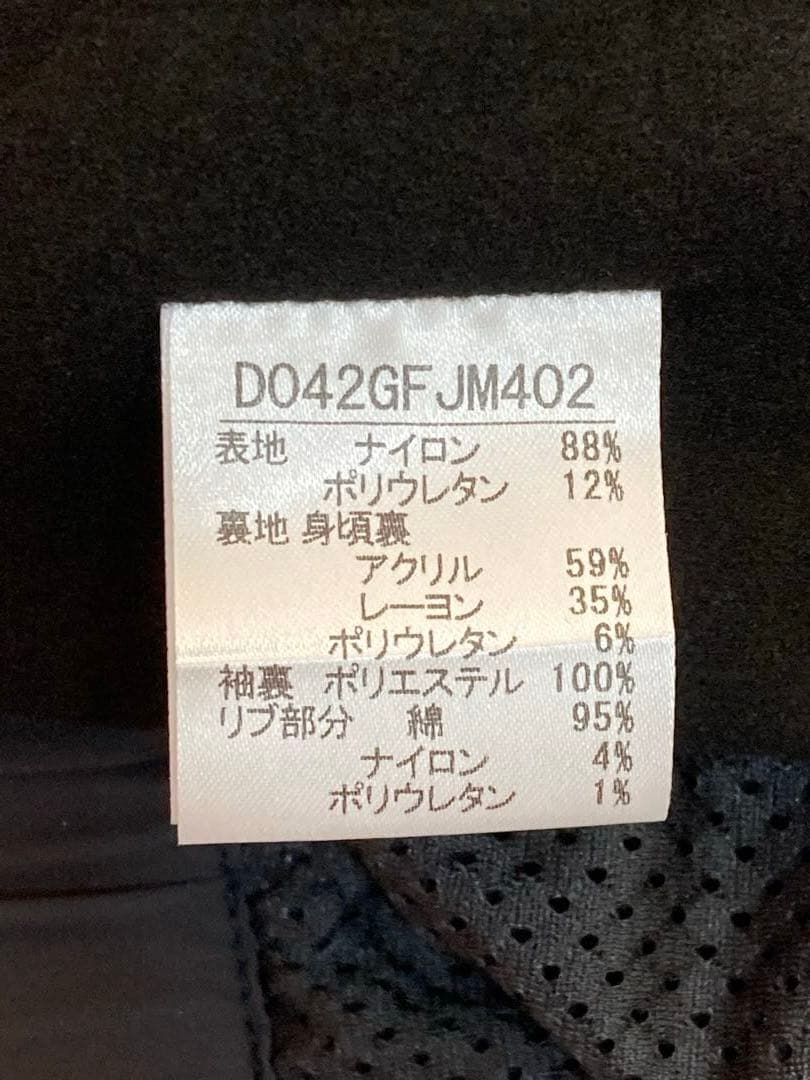 D042GFJM402
表地 ナイロン 88%
ポリウレタン 12%
裏地 身頃裏
アクリル 59%
レーヨン 35%
ポリウレタン 6%
袖裏 ポリエステル 100%
リブ部分 綿 95%
ナイロン 4%
ポリウレタン 1%